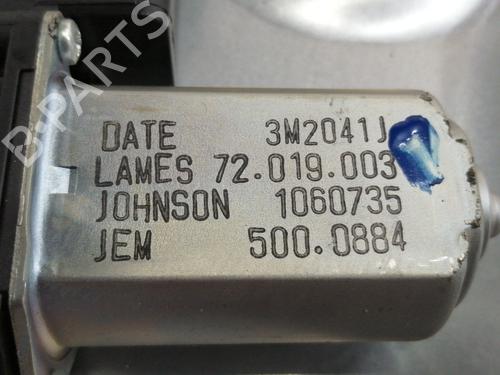 B-PARTS
DATE 3M2041J
LAMES 72.019.003
JOHNSON 1060735
JEM 500.0884